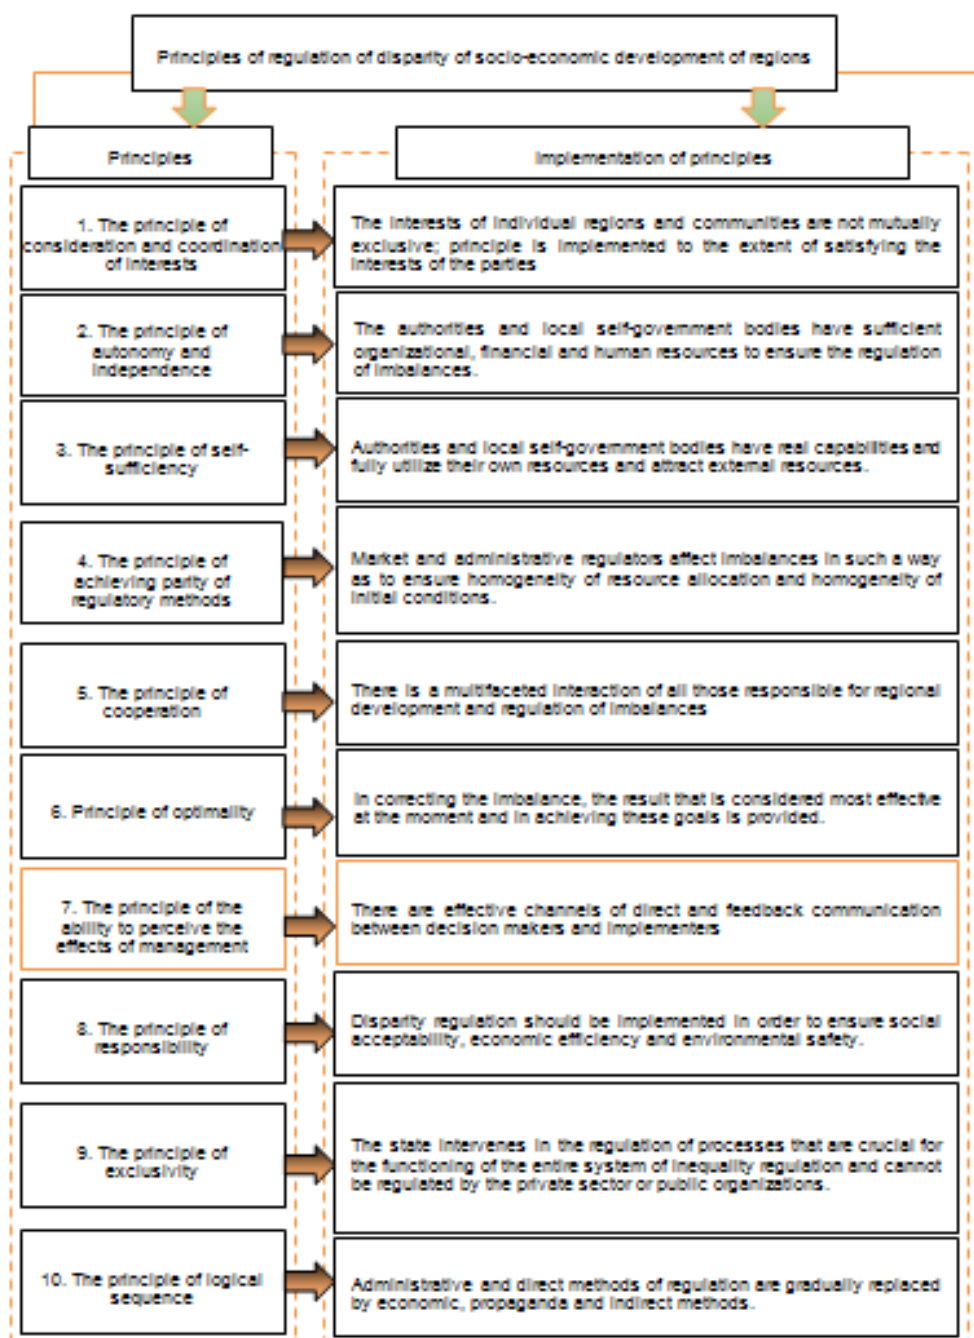 Principles of regulation of disparity of socio-economic development of regions
Principles
Implementation of principles
1. The principle of
consideration and coordination
of interests
The interests of individual regions and communities are not mutually
exclusive; principle is implemented to the extent of satisfying the
interests of the parties
2. The principle of
autonomy and
independence
The authorities and local self-government bodies have sufficient
organizational, financial and human resources to ensure the regulation
of imbalances.
3. The principle of self-
sufficiency
Authorities and local self-government bodies have real capabilities and
fully utilize their own resources and attract external resources.
4. The principle of
achieving parity of
regulatory methods
Market and administrative regulators affect imbalances in such a way
as to ensure homogeneity of resource allocation and homogeneity of
initial conditions.
5. The principle of
cooperation
There is a multifaceted interaction of all those responsible for regional
development and regulation of imbalances
6. Principle of optimality
In correcting the imbalance, the result that is considered most effective
at the moment and in achieving these goals is provided.
7. The principle of the
ability to perceive the
effects of management
There are effective channels of direct and feedback communication
between decision makers and implementers
8. The principle of
responsibility
Disparity regulation should be implemented in order to ensure social
acceptability, economic efficiency and environmental safety.
9. The principle of
exclusivity
The state intervenes in the regulation of processes that are crucial for
the functioning of the entire system of inequality regulation and cannot
be regulated by the private sector or public organizations.
10. The principle of logical
sequence
Administrative and direct methods of regulation are gradually replaced
by economic, propaganda and indirect methods.